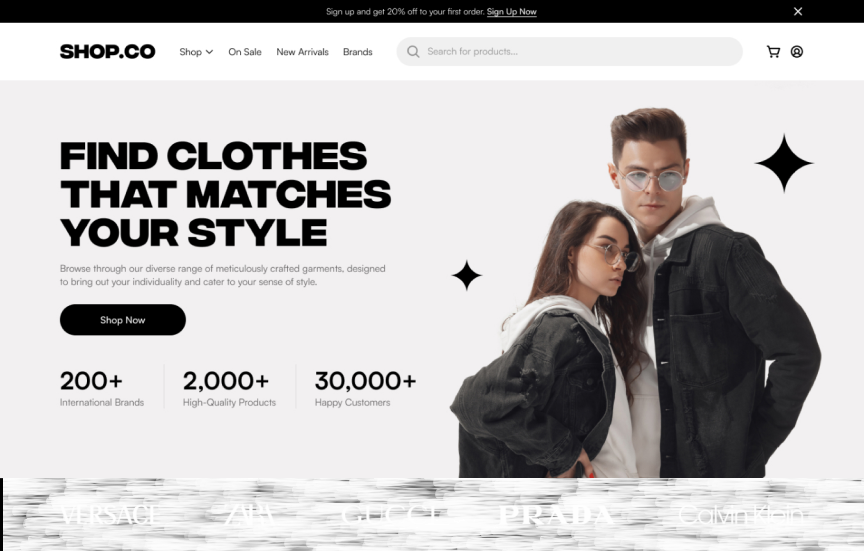 Sign up and get 20% off to your first order. Sign Up Now
SHOP.CO
Shop
On Sale
New Arrivals
Brands
Search for products...
FIND CLOTHES
THAT MATCHES
YOUR STYLE
Browse through our diverse range of meticulously crafted garments, designed
to bring out your individuality and cater to your sense of style.
Shop Now
200+
International Brands
2,000+
High-Quality Products
30,000+
Happy Customers
VERSACE
ZARA
GUCCI
PRADA
Calvin Klein